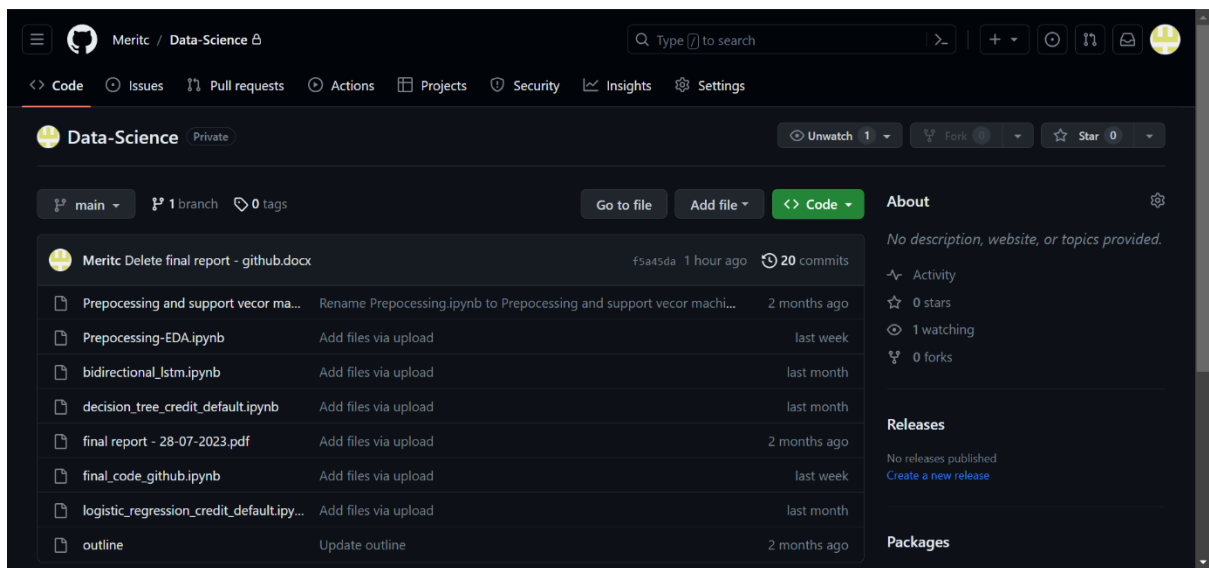 Meritc / Data-Science
Type / to search
Code Issues Pull requests Actions Projects Security Insights Settings
Data-Science Private
Unwatch 1 Fork 0 Star 0
main 1 branch 0 tags Go to file Add file Code
About
No description, website, or topics provided.
Meritc Delete final report - github.docx f5a45da 1 hour ago 20 commits
Activity
Prepocessing and support vecor ma... Rename Prepocessing.ipynb to Prepocessing and support vecor machi... 2 months ago
0 stars
Prepocessing-EDA.ipynb Add files via upload last week
1 watching
0 forks
bidirectional_lstm.ipynb Add files via upload last month
decision_tree_credit_default.ipynb Add files via upload last month
Releases
final report - 28-07-2023.pdf Add files via upload 2 months ago
No releases published
Create a new release
final_code_github.ipynb Add files via upload last week
logistic_regression_credit_default.ipy... Add files via upload last month
outline Update outline 2 months ago
Packages